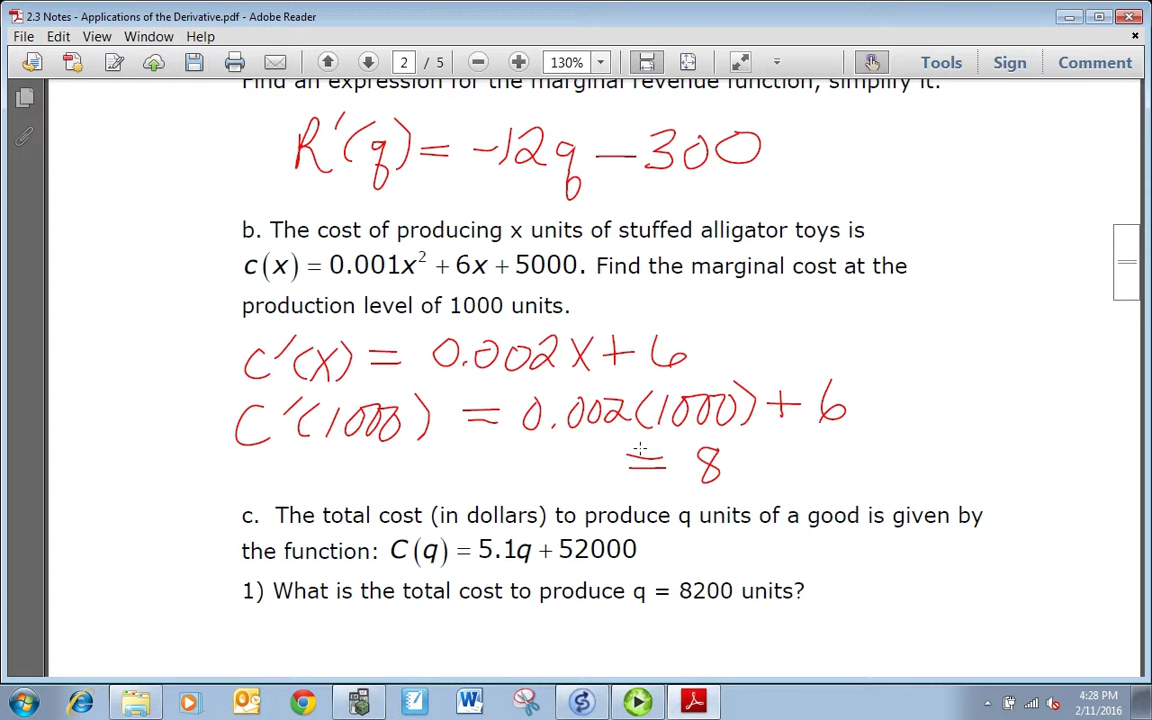 2.3 Notes - Applications of the Derivative.pdf - Adobe Reader
File Edit View Window Help
2 / 5 130% Tools Sign Comment
Find an expression for the marginal revenue function, simplify it.
R'(q) = -12q - 300
b. The cost of producing x units of stuffed alligator toys is
c(x) = 0.001x² + 6x + 5000. Find the marginal cost at the
production level of 1000 units.
C'(x) = 0.002x + 6
C'(1000) = 0.002(1000) + 6
= 8
c. The total cost (in dollars) to produce q units of a good is given by
the function: C(q) = 5.1q + 52000
1) What is the total cost to produce q = 8200 units?
4:28 PM
2/11/2016